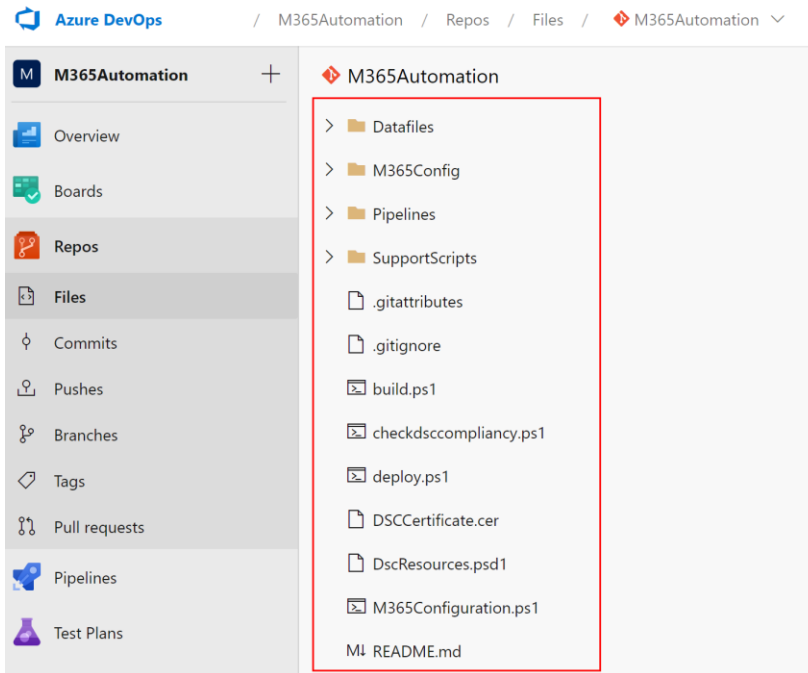 Azure DevOps / M365Automation / Repos / Files / M365Automation
M M365Automation
Overview
Boards
Repos
Files
Commits
Pushes
Branches
Tags
Pull requests
Pipelines
Test Plans
M365Automation
Datafiles
M365Config
Pipelines
SupportScripts
.gitattributes
.gitignore
build.ps1
checkdsccompliancy.ps1
deploy.ps1
DSCCertificate.cer
DscResources.psd1
M365Configuration.ps1
M↓ README.md